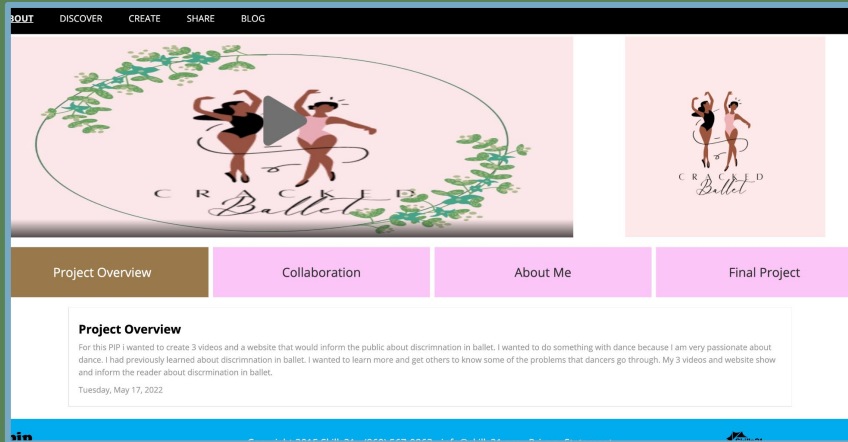 ABOUT DISCOVER CREATE SHARE BLOG
CRACKED
Ballet
CRACKED
Ballet
Project Overview Collaboration About Me Final Project
Project Overview
For this PIP i wanted to create 3 videos and a website that would inform the public about discrimnation in ballet. I wanted to do something with dance because I am very passionate about
dance. I had previously learned about discrimnation in ballet. I wanted to learn more and get others to know some of the problems that dancers go through. My 3 videos and website show
and inform the reader about discrmination in ballet.
Tuesday, May 17, 2022